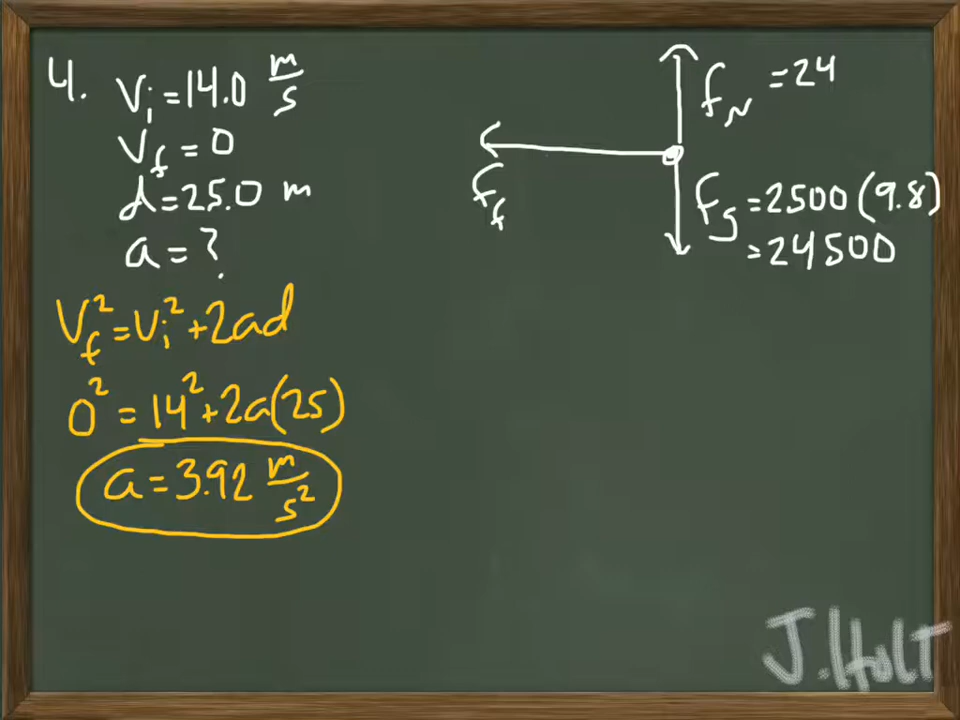 4. Vi = 14.0 m/s
Vf = 0
d = 25.0 m
a = ?
Vf² = Vi² + 2ad
0² = 14² + 2a(25)
a = 3.92 m/s²
fN = 24
Ff
Fg = 2500 (9.8)
= 24500
J. Holt